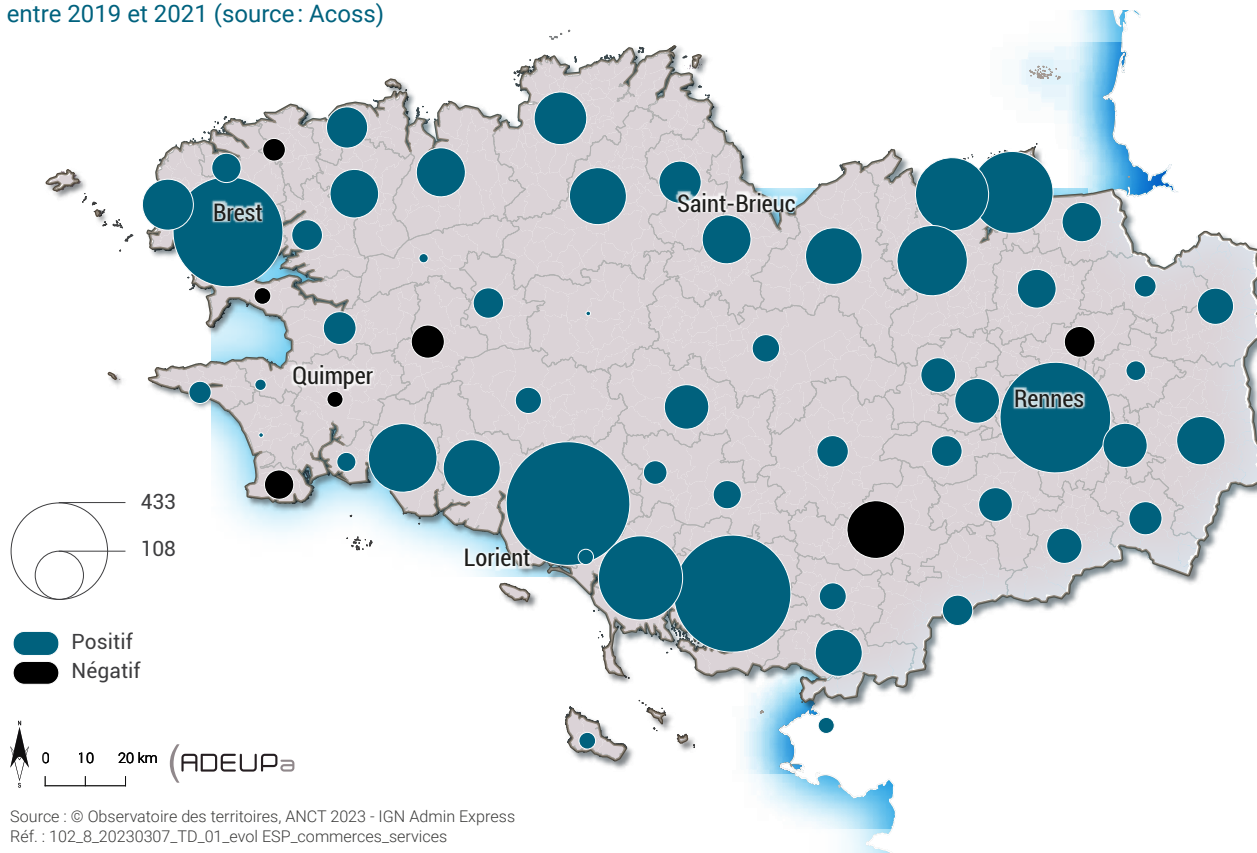 entre 2019 et 2021 (source : Acoss)
Brest
Saint-Brieuc
Quimper
Rennes
Lorient
433
108
Positif
Négatif
N
S
0 10 20 km
(ADEUPa
Source : © Observatoire des territoires, ANCT 2023 - IGN Admin Express
Réf. : 102_8_20230307_TD_01_evol ESP_commerces_services